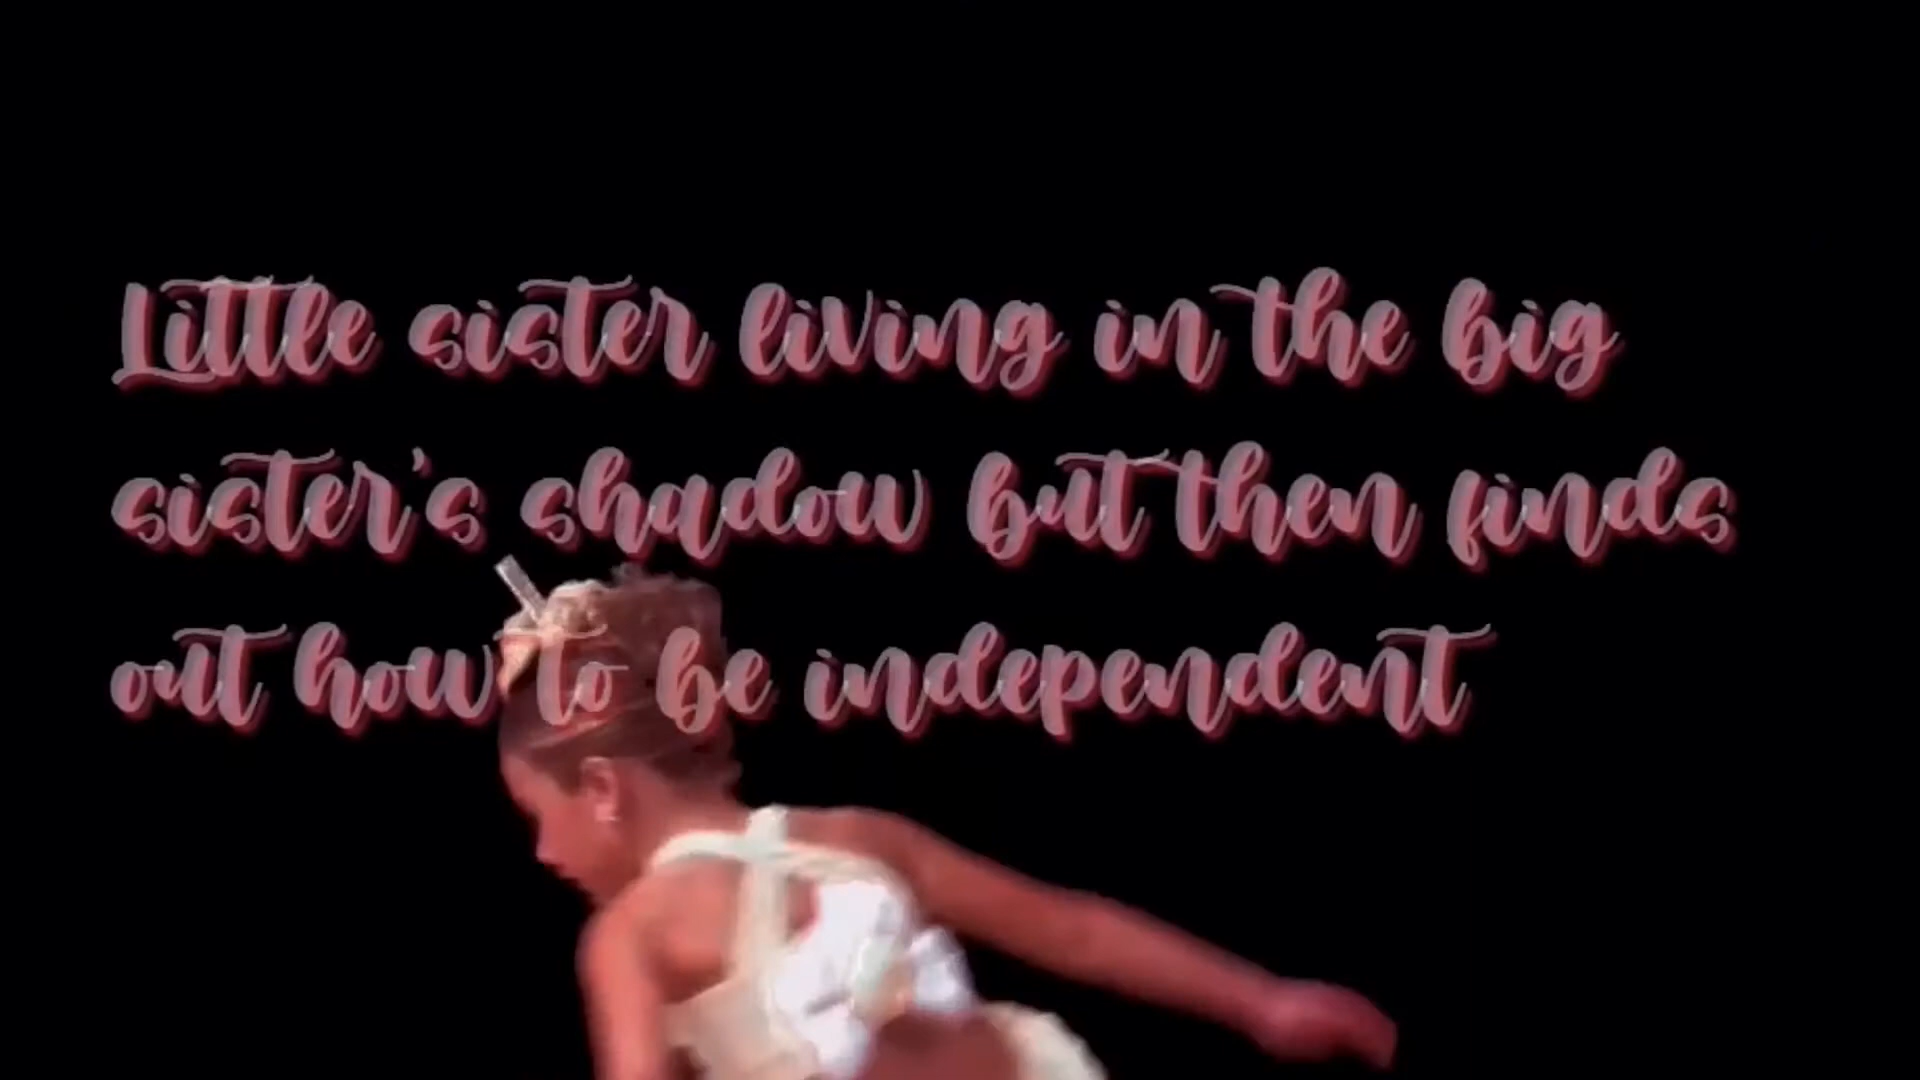 Little sister living in the big
sister's shadow but then finds
out how to be independent